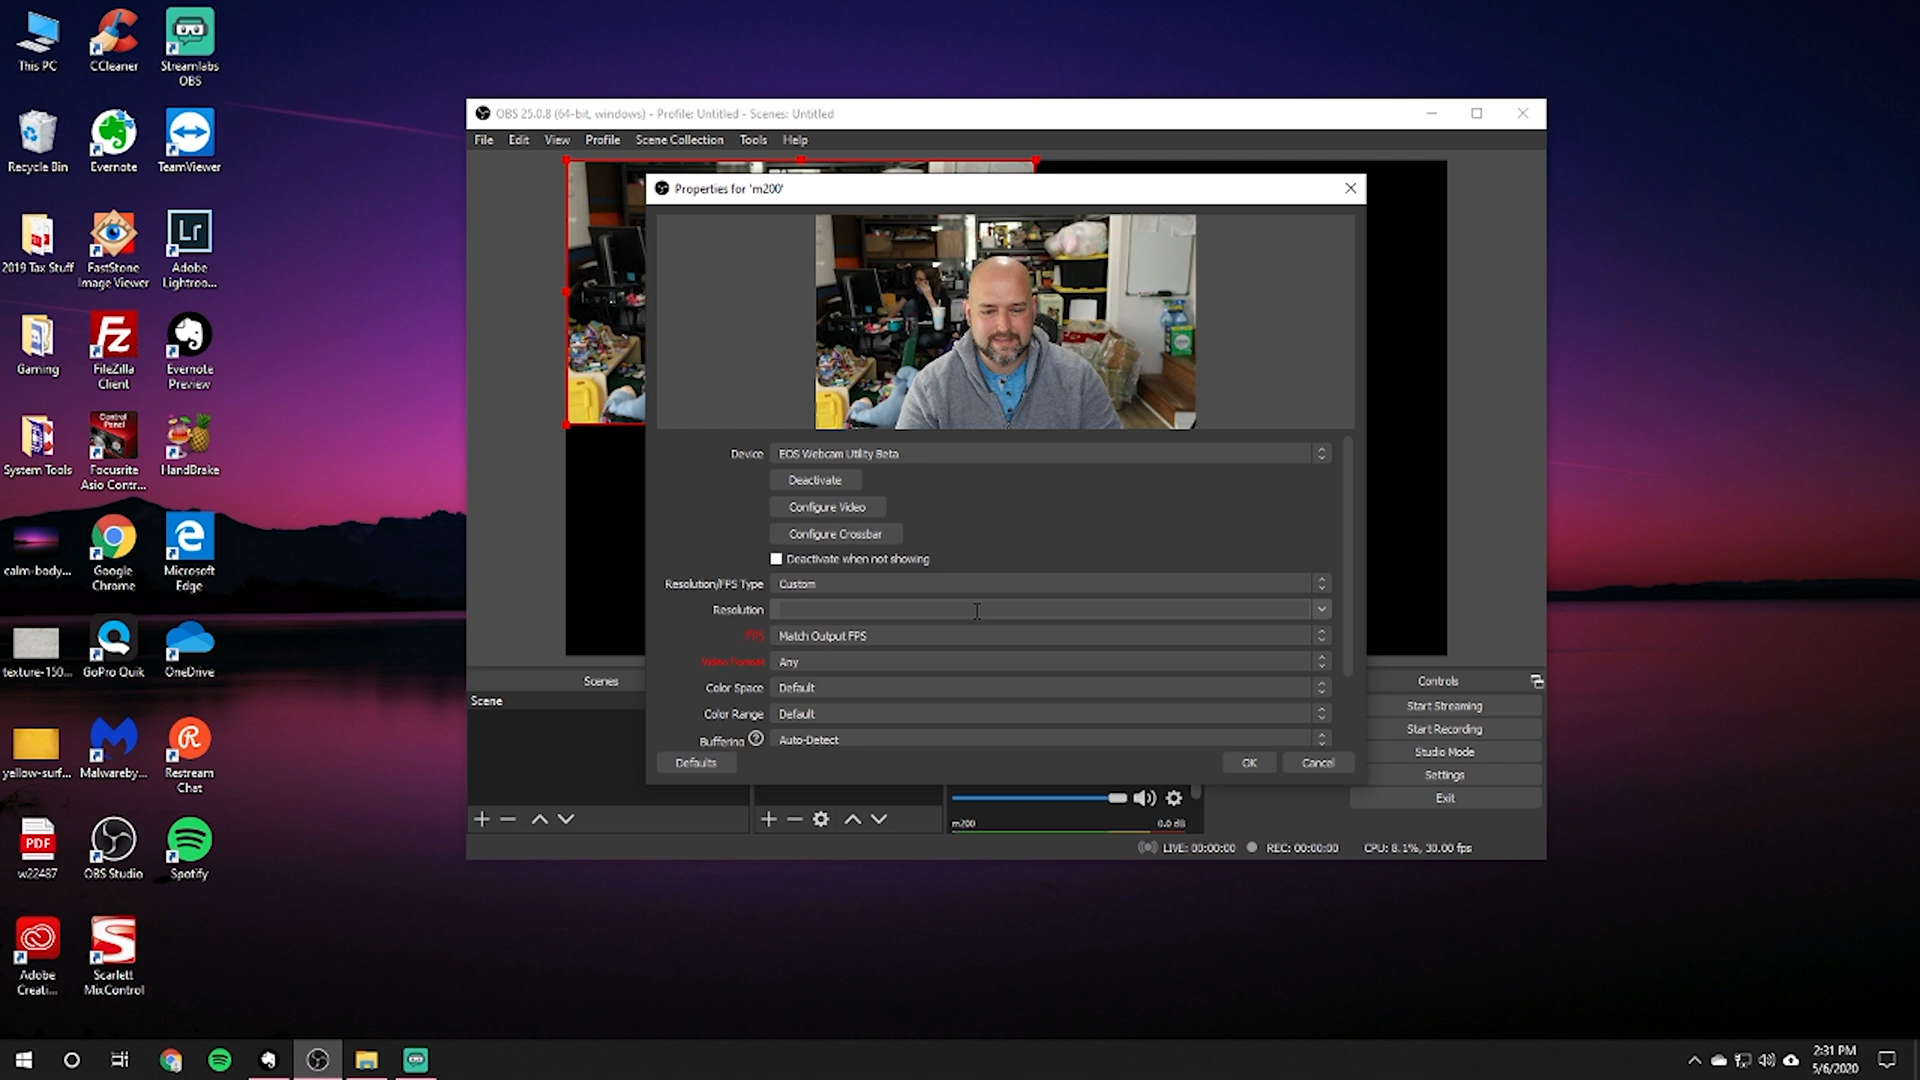 This PC
CCleaner
Streamlabs
OBS
Recycle Bin
Evernote
TeamViewer
2019 Tax Stuff
FastStone
Image Viewer
Lr
Adobe
Lightroo...
Gaming
FileZilla
Client
Evernote
Preview
System Tools
Control
Panel
Focusrite
Asio Contr...
HandBrake
calm-body...
Google
Chrome
Microsoft
Edge
texture-150...
GoPro Quik
OneDrive
yellow-surf...
Malwareby...
Restream
Chat
PDF
w22487
OBS Studio
Spotify
Adobe
Creati...
Scarlett
MixControl
OBS 25.0.8 (64-bit, windows) - Profile: Untitled - Scenes: Untitled
File Edit View Profile Scene Collection Tools Help
Properties for 'm200'
Device EOS Webcam Utility Beta
Deactivate
Configure Video
Configure Crossbar
Deactivate when not showing
Resolution/FPS Type Custom
Resolution
FPS Match Output FPS
Video Format Any
Color Space Default
Color Range Default
Buffering Auto-Detect
Defaults OK Cancel
Scenes
Scene
Controls
Start Streaming
Start Recording
Studio Mode
Settings
Exit
m200 0.0 dB
LIVE: 00:00:00 REC: 00:00:00 CPU: 8.1%, 30.00 fps
2:31 PM
5/6/2020